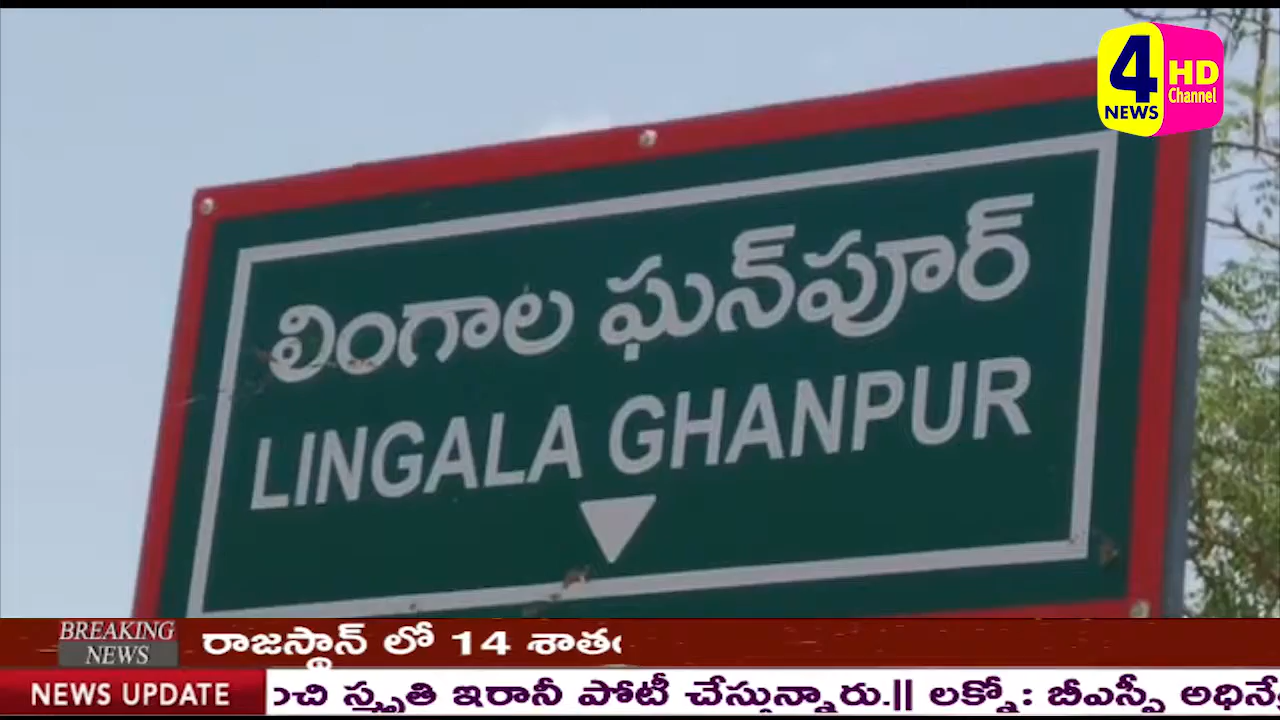 4
NEWS
HD
Channel
లింగాల ఘన్‌పూర్
LINGALA GHANPUR
BREAKING
NEWS
రాజస్థాన్ లో 14
NEWS UPDATE
స్మృతి ఇరానీ పోటీ చేస్తున్నారు.|| లక్నో: బీఎస్పీ